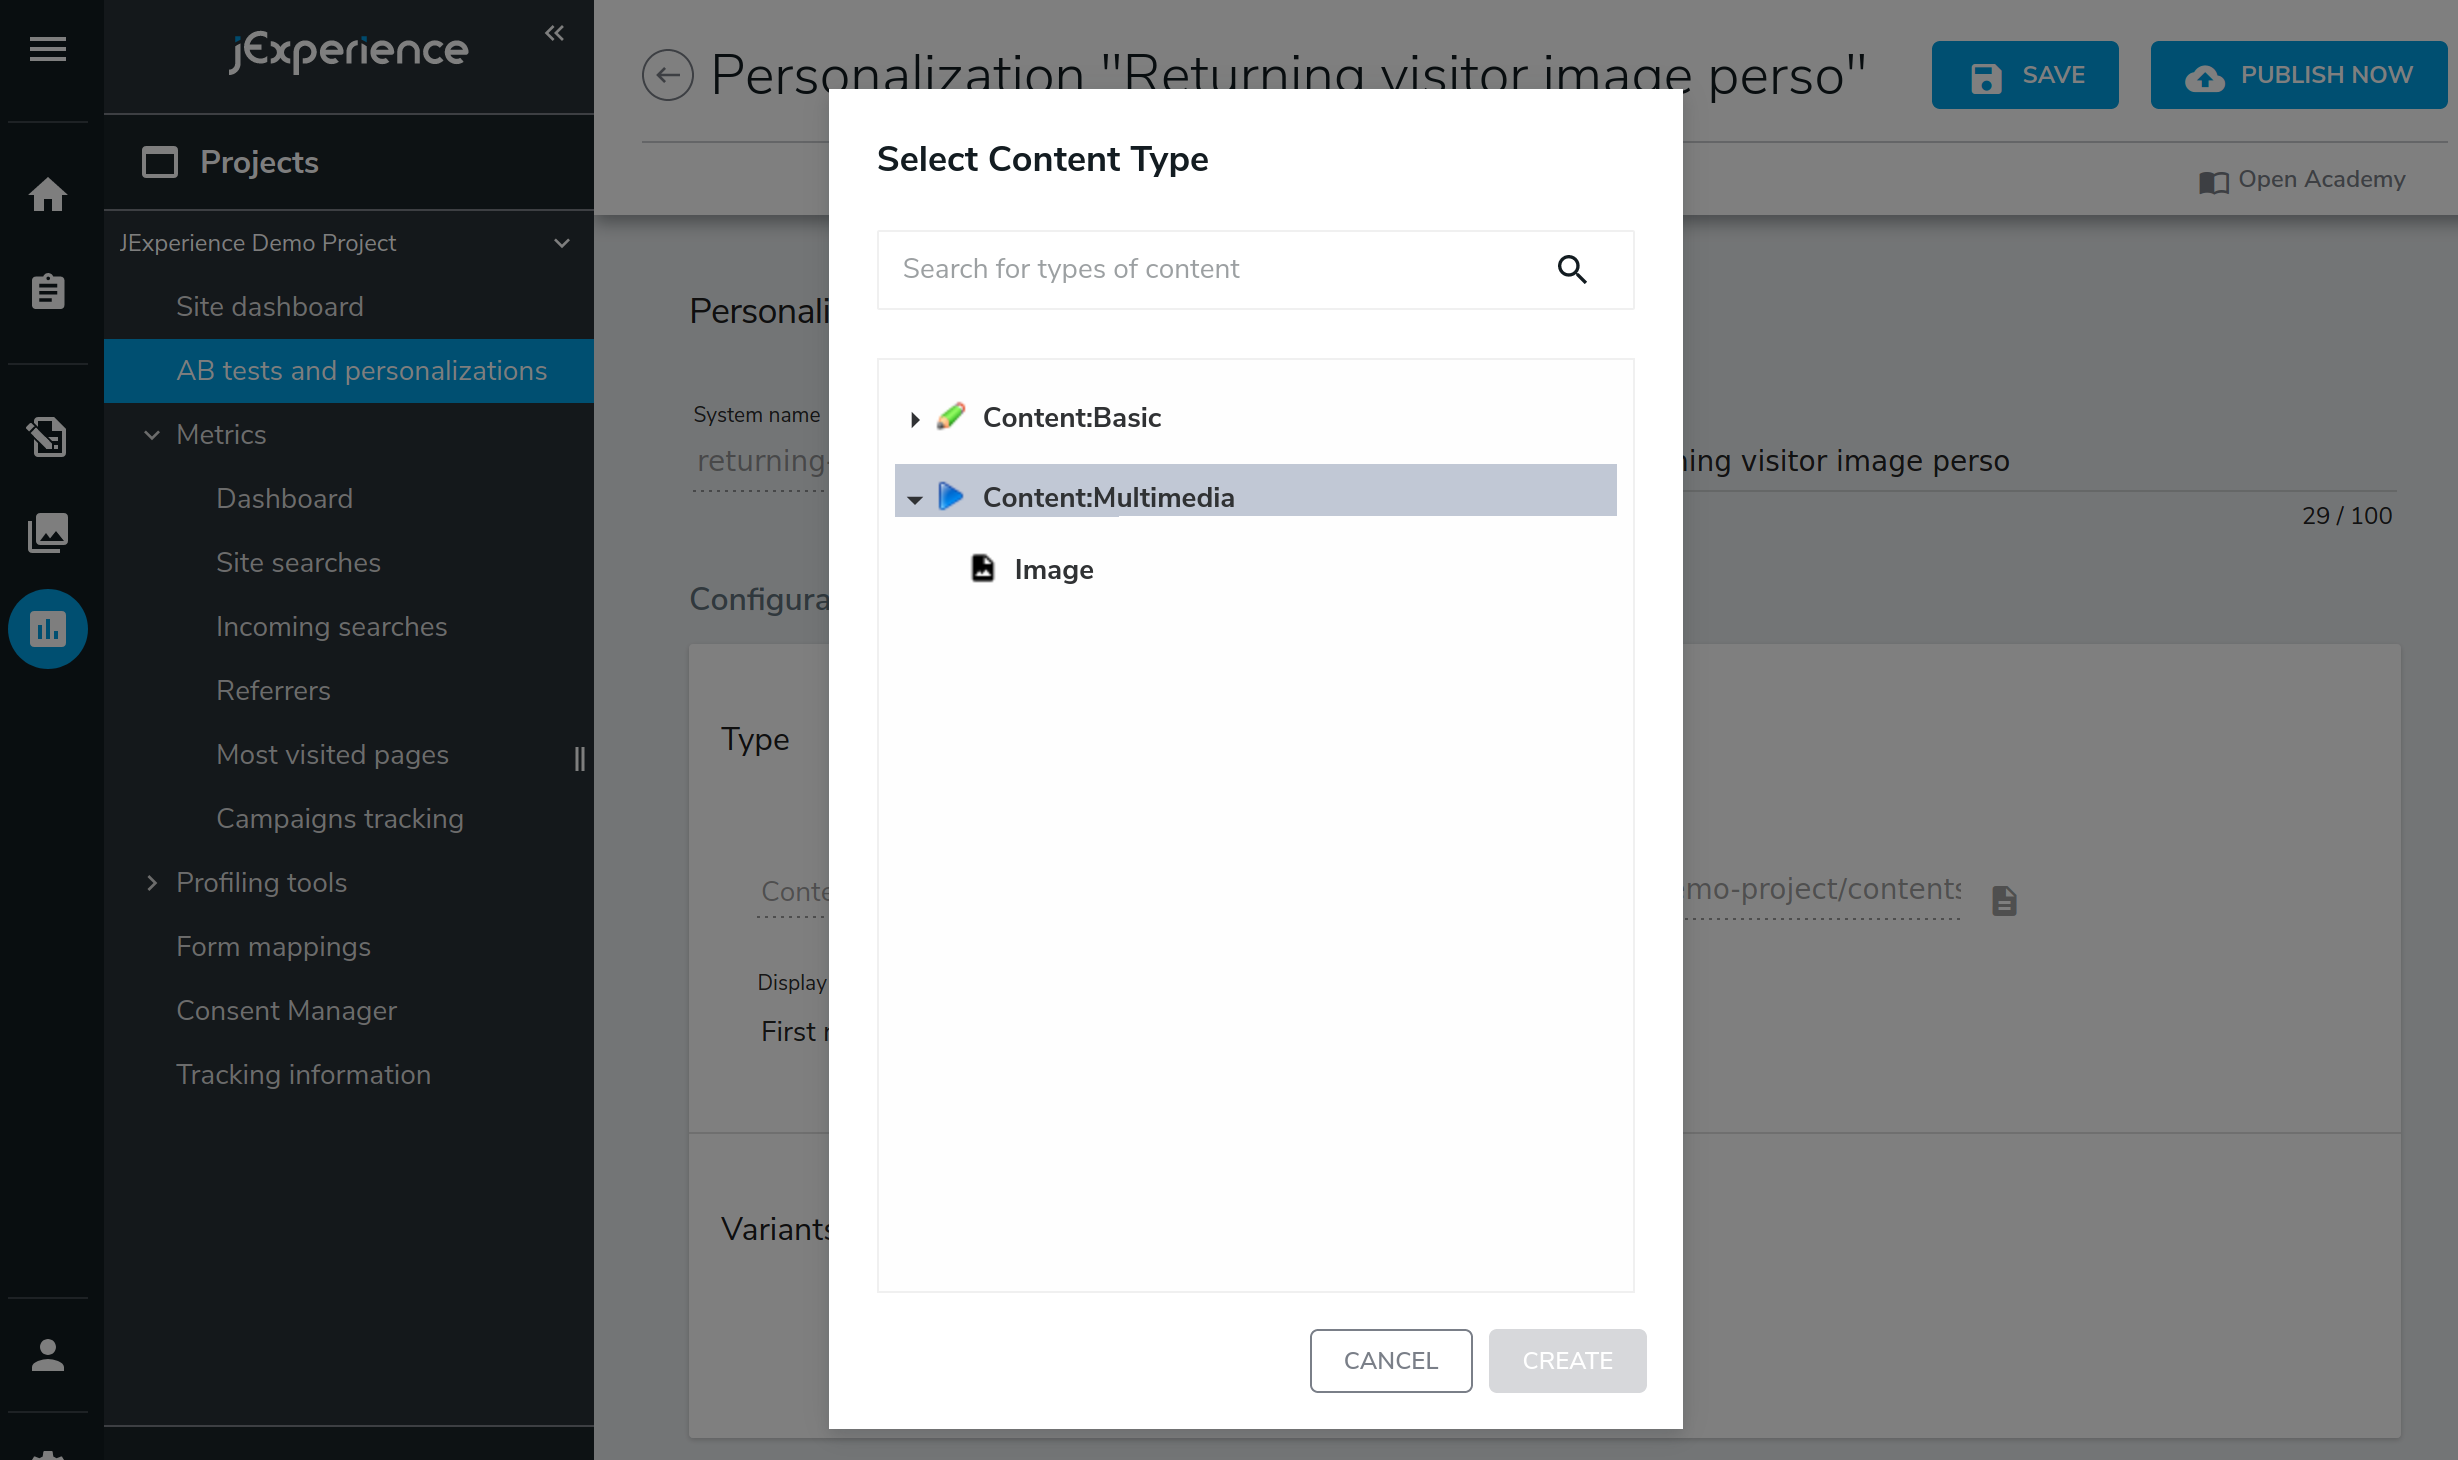 jExperience
Projects
JExperience Demo Project
Site dashboard
AB tests and personalizations
Metrics
Dashboard
Site searches
Incoming searches
Referrers
Most visited pages
Campaigns tracking
Profiling tools
Form mappings
Consent Manager
Tracking information
Personalization "Returning visitor image perso"
SAVE
PUBLISH NOW
Open Academy
Personali
System name
returning-
ning visitor image perso
29 / 100
Configura
Type
Conte
emo-project/contents
Display
First r
Variants
Select Content Type
Search for types of content
Content:Basic
Content:Multimedia
Image
CANCEL
CREATE